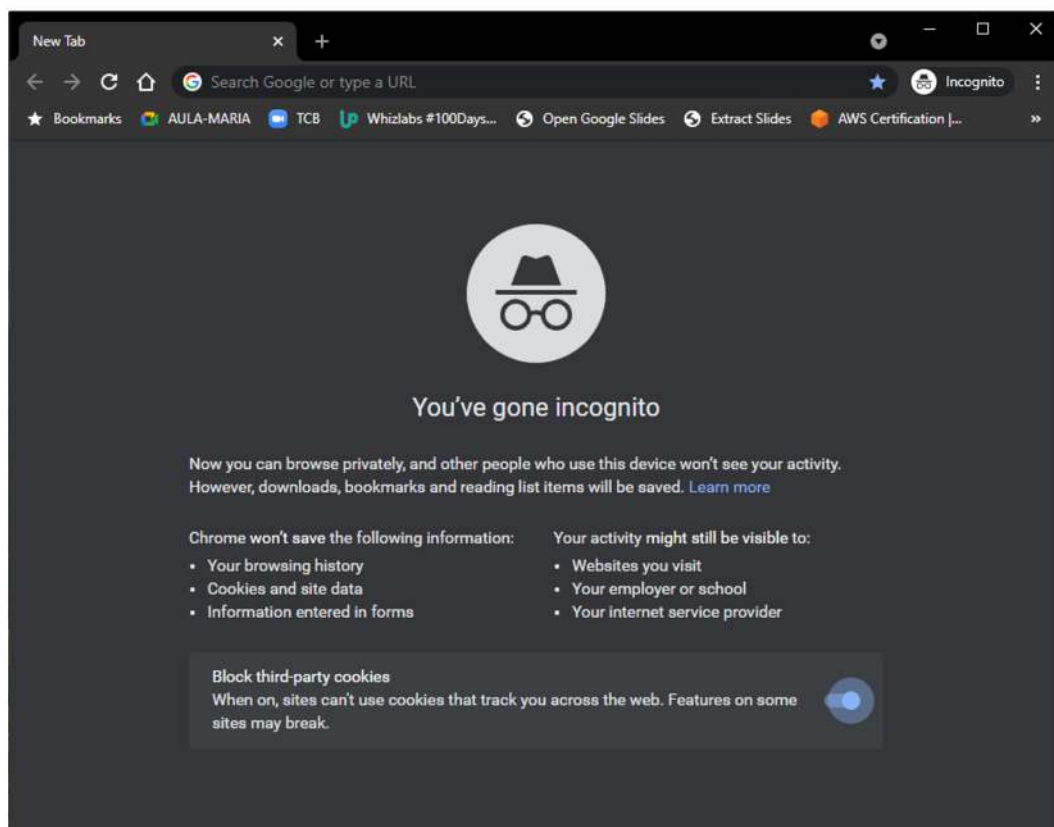 New Tab
Search Google or type a URL
Incognito
Bookmarks AULA-MARIA TCB Whizlabs #100Days... Open Google Slides Extract Slides AWS Certification |... »
You've gone incognito
Now you can browse privately, and other people who use this device won't see your activity.
However, downloads, bookmarks and reading list items will be saved. Learn more
Chrome won't save the following information:
• Your browsing history
• Cookies and site data
• Information entered in forms
Your activity might still be visible to:
• Websites you visit
• Your employer or school
• Your internet service provider
Block third-party cookies
When on, sites can't use cookies that track you across the web. Features on some
sites may break.